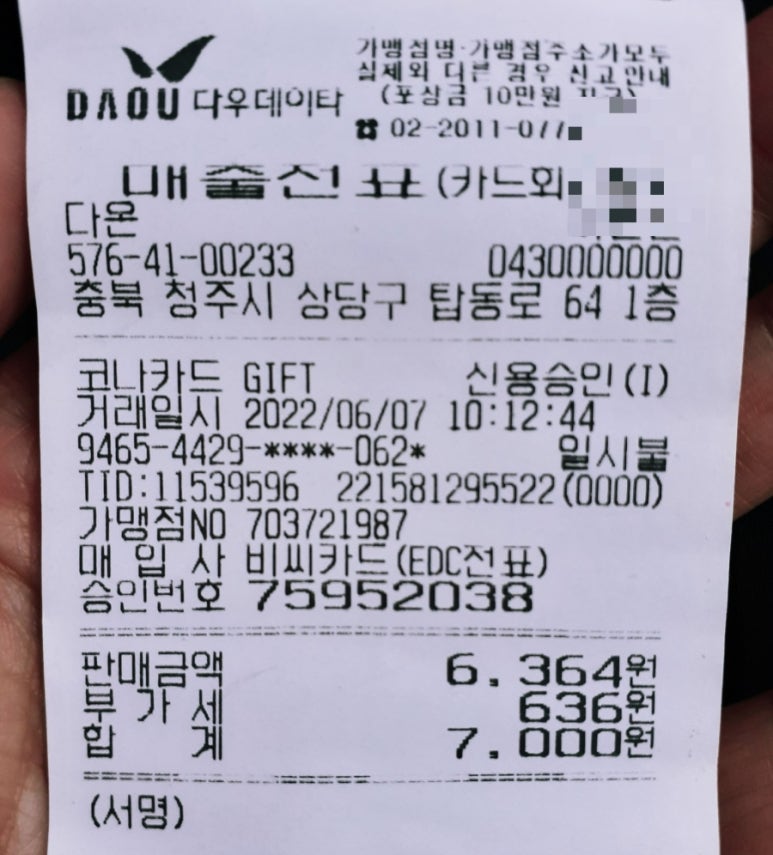 가맹점명·가맹점주소가모두
실제와 다른 경우 신고안내
DAOU 다우데이타
(포상금 10만원
☎ 02-2011-077
매출전표(카드회
다온
576-41-00233 0430000000
충북 청주시 상당구 탑동로 64 1층
코나카드 GIFT 신용승인(I)
거래일시 2022/06/07 10:12:44
9465-4429-****-062* 일시불
TID:11539596 221581295522(0000)
가맹점NO 703721987
매 입 사 비씨카드(EDC전표)
승인번호 75952038
판매금액 6.364원
부 가 세 636원
합 계 7.000원
(서명)